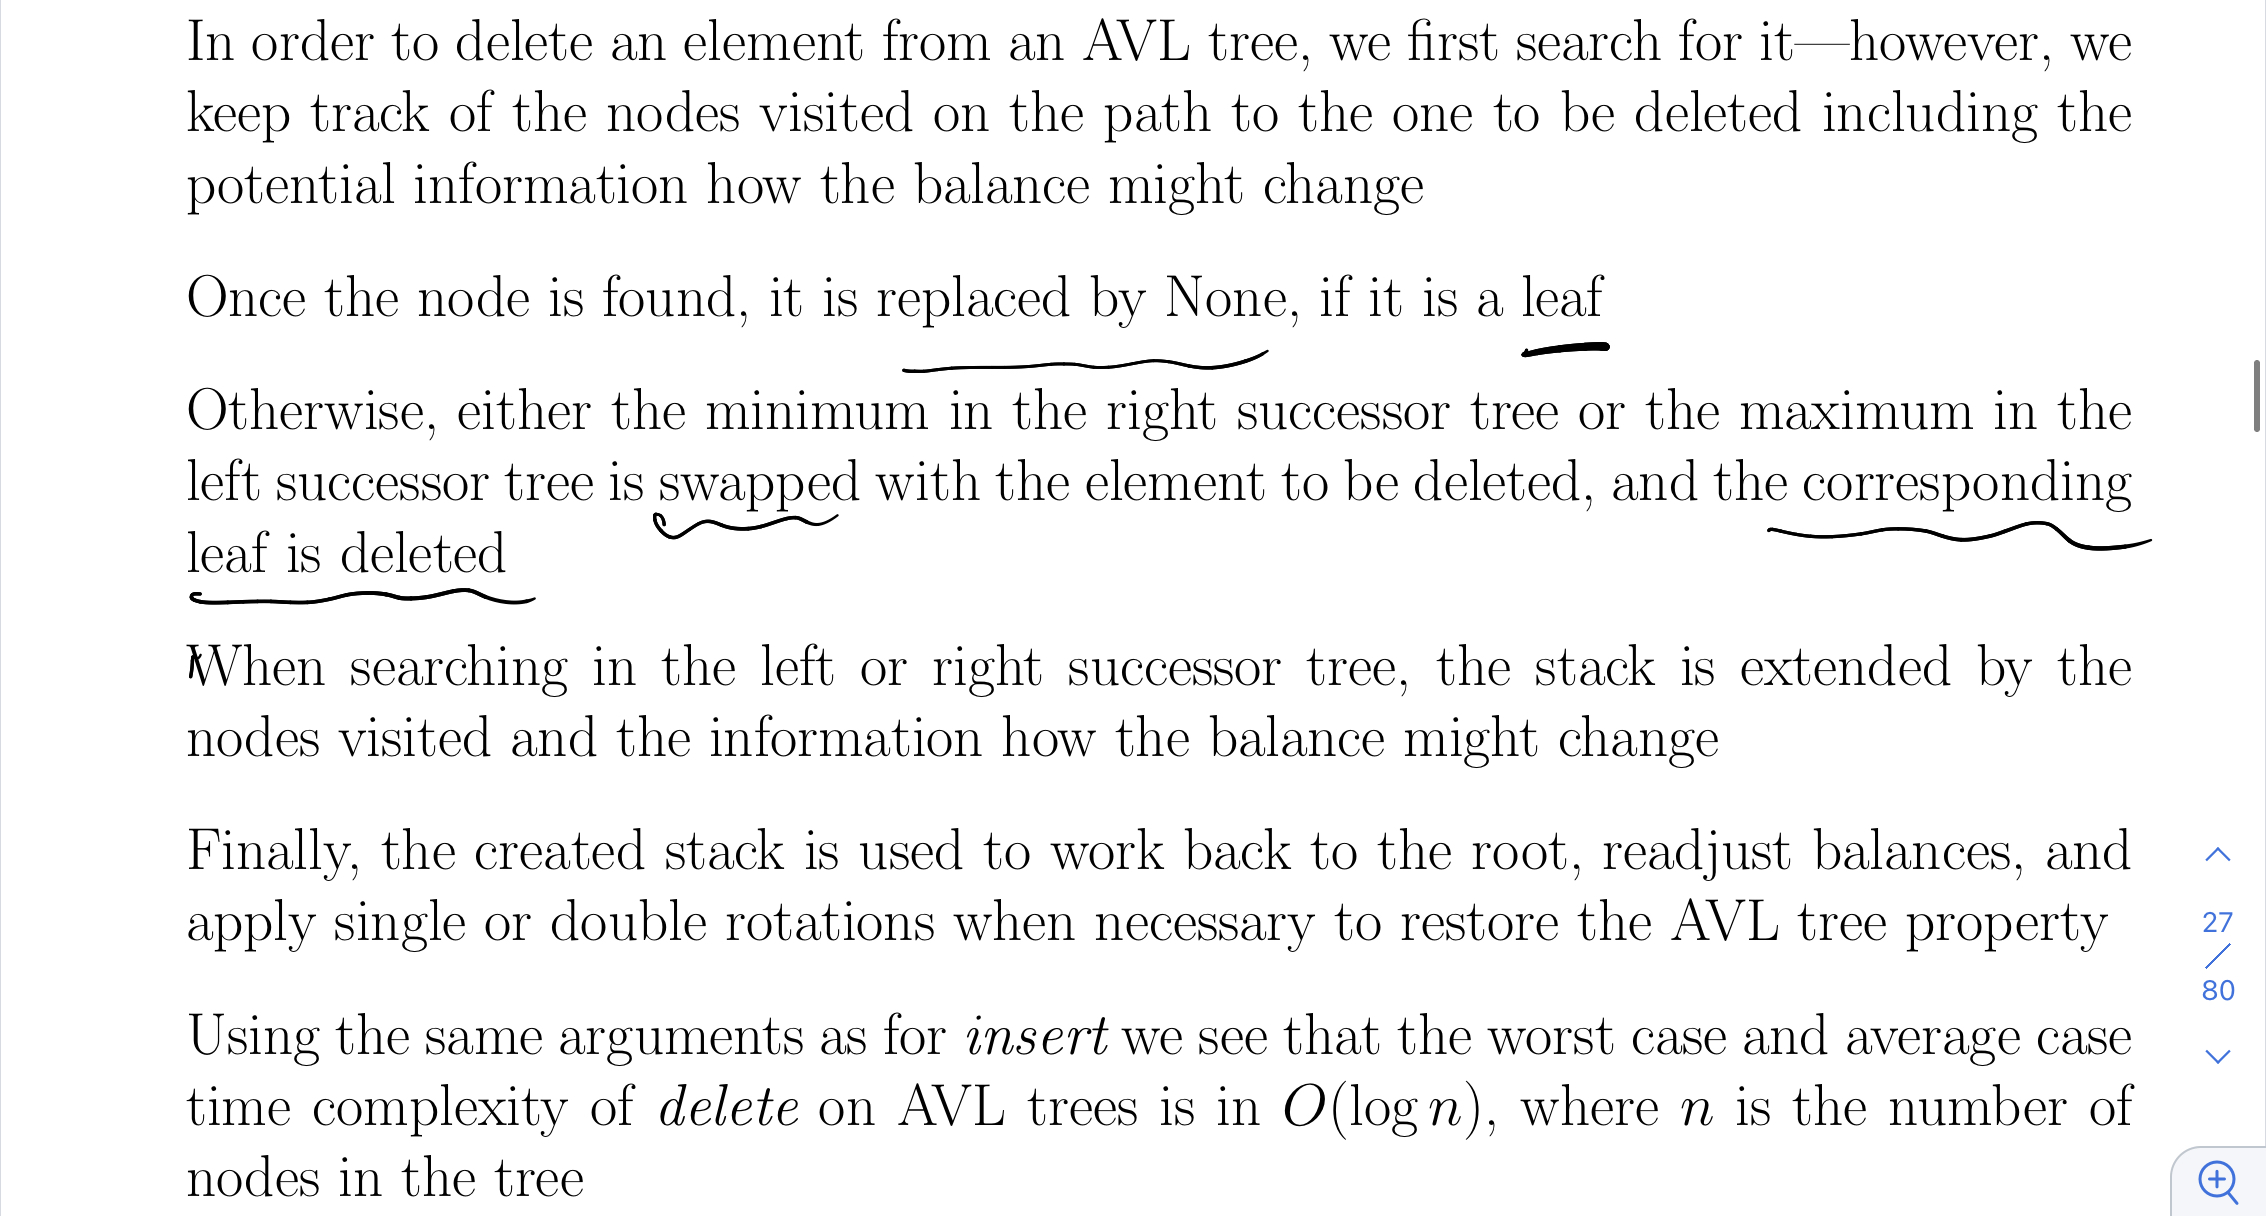 In order to delete an element from an AVL tree, we first search for it—however, we
keep track of the nodes visited on the path to the one to be deleted including the
potential information how the balance might change
Once the node is found, it is replaced by None, if it is a leaf
Otherwise, either the minimum in the right successor tree or the maximum in the
left successor tree is swapped with the element to be deleted, and the corresponding
leaf is deleted
When searching in the left or right successor tree, the stack is extended by the
nodes visited and the information how the balance might change
Finally, the created stack is used to work back to the root, readjust balances, and
apply single or double rotations when necessary to restore the AVL tree property
Using the same arguments as for insert we see that the worst case and average case
time complexity of delete on AVL trees is in O(log n), where n is the number of
nodes in the tree
27
/
80